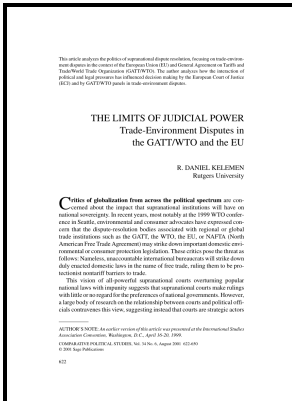 This article analyzes the politics of supranational dispute resolution, focusing on trade-environ-
ment disputes in the context of the European Union (EU) and General Agreement on Tariffs and
Trade/World Trade Organization (GATT/WTO). The author analyzes how the interaction of
political and legal pressures has influenced decision making by the European Court of Justice
(ECJ) and by GATT/WTO panels in trade-environment disputes.
THE LIMITS OF JUDICIAL POWER
Trade-Environment Disputes in
the GATT/WTO and the EU
R. DANIEL KELEMEN
Rutgers University
Critics of globalization from across the political spectrum are con-
cerned about the impact that supranational institutions will have on
national sovereignty. In recent years, most notably at the 1999 WTO confer-
ence in Seattle, environmental and consumer advocates have expressed con-
cern that the dispute-resolution bodies associated with regional or global
trade institutions such as the GATT, the WTO, the EU, or NAFTA (North
American Free Trade Agreement) may strike down important domestic envi-
ronmental or consumer protection legislation. These critics pose the threat as
follows: Nameless, unaccountable international bureaucrats will strike down
duly enacted domestic laws in the name of free trade, ruling them to be pro-
tectionist nontariff barriers to trade.
This vision of all-powerful supranational courts overturning popular
national laws with impunity suggests that supranational courts make rulings
with little or no regard for the preferences of national governments. However,
a large body of research on the relationship between courts and political offi-
cials contravenes this view, suggesting instead that courts are strategic actors
AUTHOR'S NOTE: An earlier version of this article was presented at the International Studies
Association Convention, Washington, D.C., April 16-20, 1999.
COMPARATIVE POLITICAL STUDIES, Vol. 34 No. 6, August 2001 622-650
© 2001 Sage Publications
622